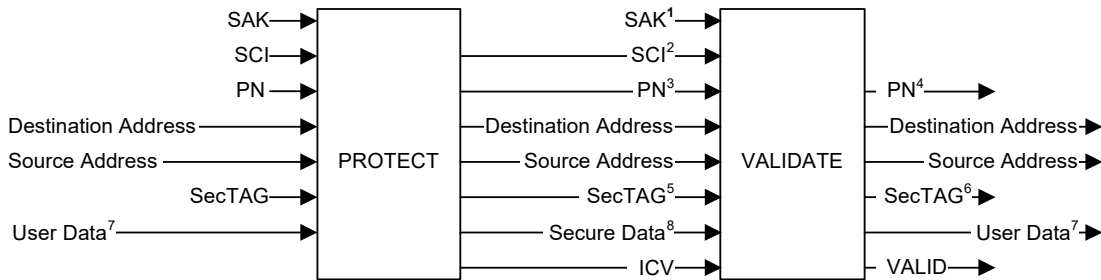 SAK
SCI
PN
Destination Address
Source Address
SecTAG
User Data⁷
PROTECT
SAK¹
SCI²
PN³
Destination Address
Source Address
SecTAG⁵
Secure Data⁸
ICV
VALIDATE
PN⁴
Destination Address
Source Address
SecTAG⁶
User Data⁷
VALID